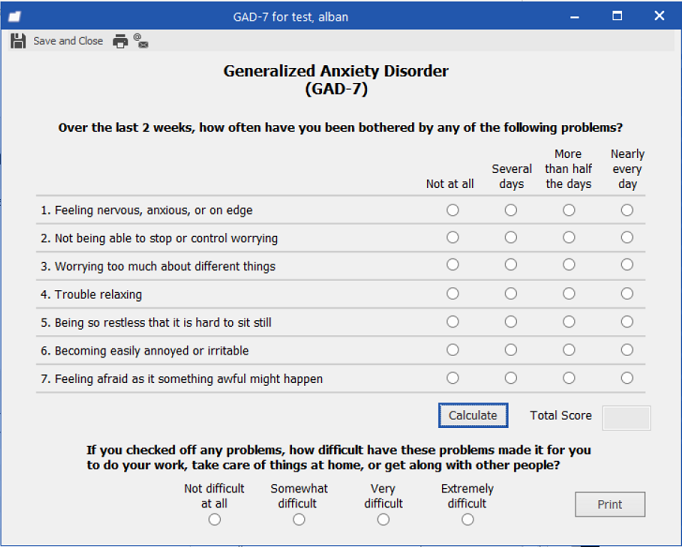 GAD-7 for test, alban
Save and Close
Generalized Anxiety Disorder
(GAD-7)
Over the last 2 weeks, how often have you been bothered by any of the following problems?
Not at all
Several
days
More
than half
the days
Nearly
every
day
1. Feeling nervous, anxious, or on edge
2. Not being able to stop or control worrying
3. Worrying too much about different things
4. Trouble relaxing
5. Being so restless that it is hard to sit still
6. Becoming easily annoyed or irritable
7. Feeling afraid as it something awful might happen
Calculate Total Score
If you checked off any problems, how difficult have these problems made it for you
to do your work, take care of things at home, or get along with other people?
Not difficult
at all
Somewhat
difficult
Very
difficult
Extremely
difficult
Print